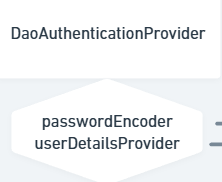 DaoAuthenticationProvider
passwordEncoder
userDetailsProvider